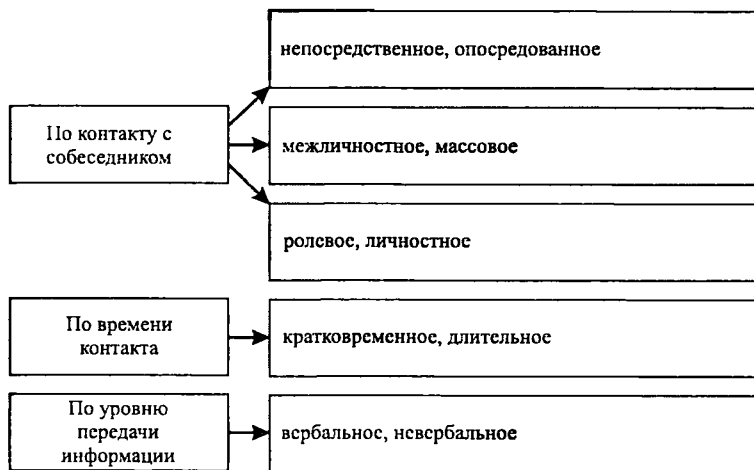 непосредственное, опосредованное
По контакту с
собеседником
межличностное, массовое
ролевое, личностное
По времени
контакта
кратковременное, длительное
По уровню
передачи
информации
вербальное, невербальное